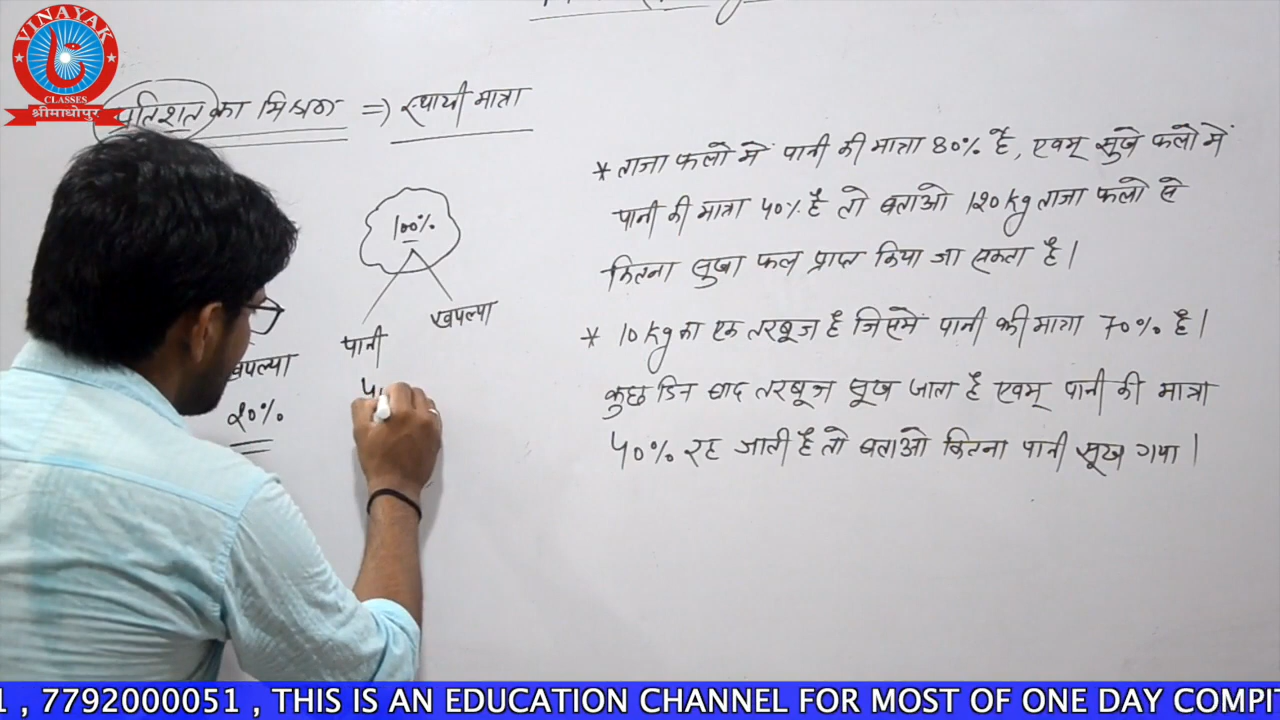 VINAYAK
CLASSES
श्रीमाधोपुर
प्रतिशत का मिश्रण => स्थायी मात्रा
100%
पानी
खपल्या
खपल्या
20%
* ताजा फलो में पानी की मात्रा 80% है, एवम् सुखे फलो में
पानी की मात्रा 40% है तो बताओ 120 kg ताजा फलो से
कितना सुखा फल प्राप्त किया जा सकता है।
* 10 kg का एक तरबूज है जिसमें पानी की मात्रा 70% है।
कुछ दिन बाद तरबूज सूख जाता है एवम् पानी की मात्रा
40% रह जाती है तो बताओ कितना पानी सूख गया।
1 , 7792000051 , THIS IS AN EDUCATION CHANNEL FOR MOST OF ONE DAY COMPIT